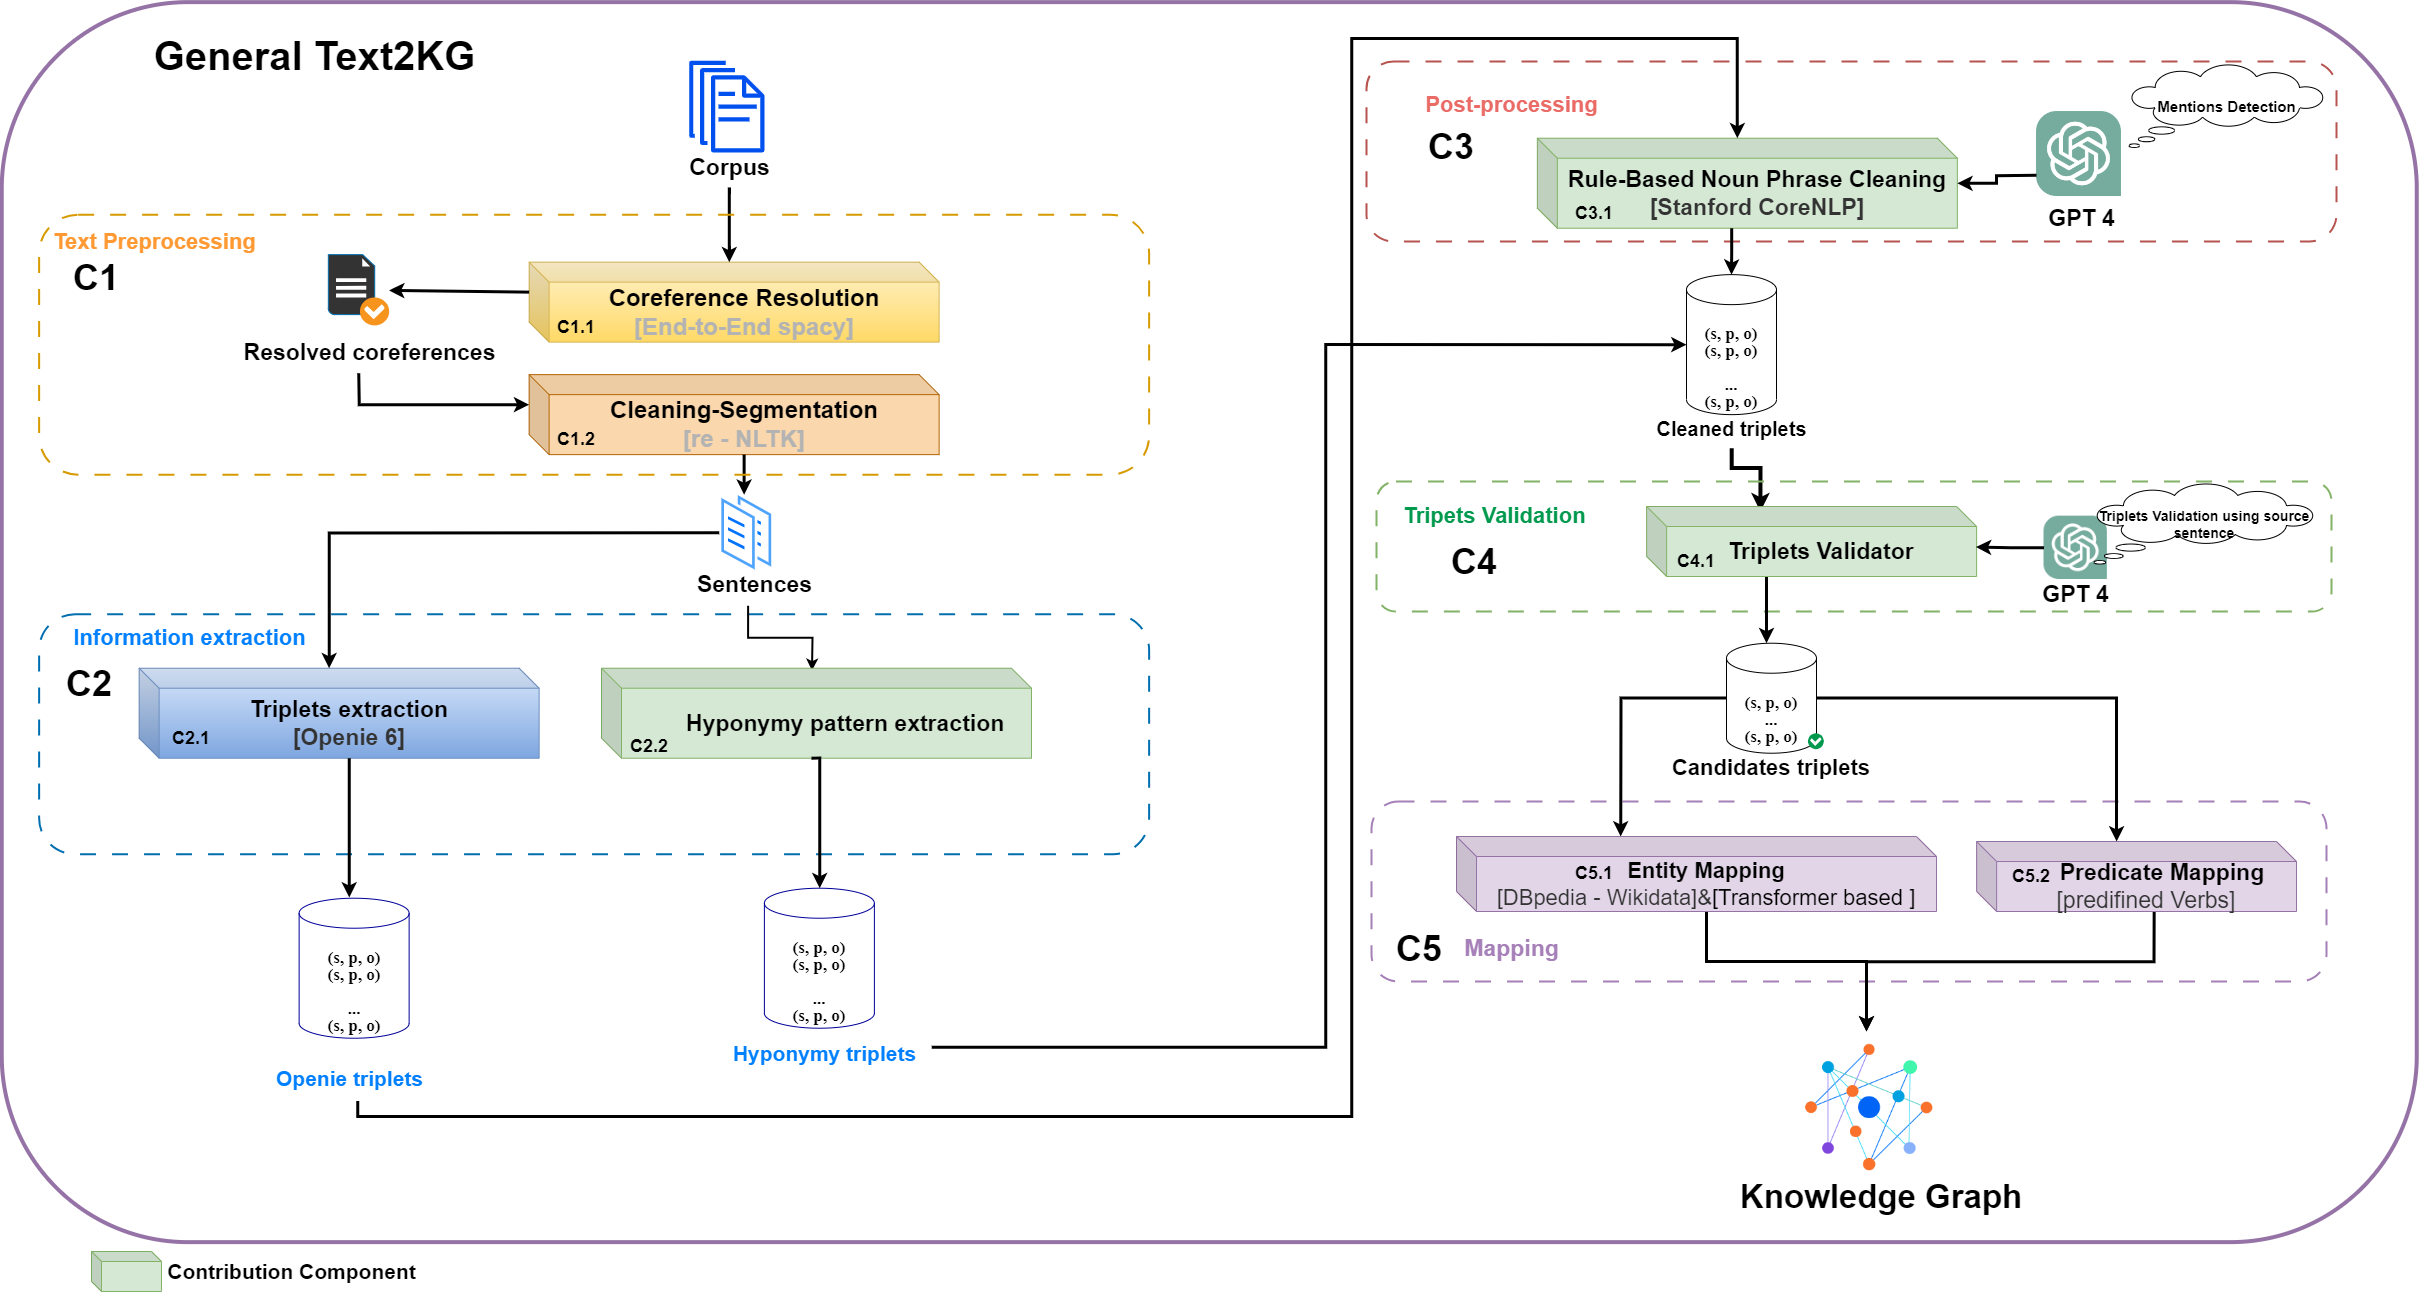 General Text2KG
Corpus
Text Preprocessing
C1
Coreference Resolution
C1.1
[End-to-End spacy]
Resolved coreferences
Cleaning-Segmentation
C1.2
[re - NLTK]
Sentences
Information extraction
C2
Triplets extraction
C2.1
[Openie 6]
Hyponymy pattern extraction
C2.2
(s, p, o)
(s, p, o)
...
(s, p, o)
Openie triplets
(s, p, o)
(s, p, o)
...
(s, p, o)
Hyponymy triplets
Post-processing
C3
Mentions Detection
Rule-Based Noun Phrase Cleaning
C3.1
[Stanford CoreNLP]
GPT 4
(s, p, o)
(s, p, o)
...
(s, p, o)
Cleaned triplets
Tripets Validation
C4
Triplets Validator
C4.1
Triplets Validation using source
sentence
GPT 4
(s, p, o)
...
(s, p, o)
Candidates triplets
C5.1 Entity Mapping
[DBpedia - Wikidata]&[Transformer based ]
C5.2 Predicate Mapping
[predifined Verbs]
C5
Mapping
Knowledge Graph
Contribution Component